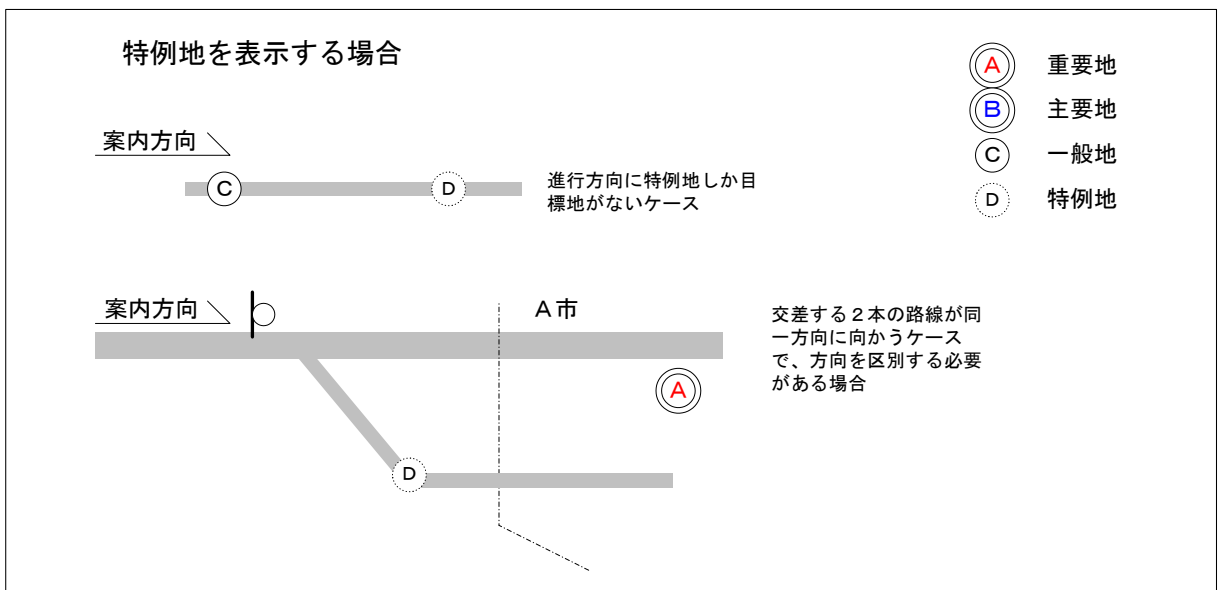 特例地を表示する場合
A 重要地
B 主要地
C 一般地
D 特例地
案内方向
C
D
進行方向に特例地しか目
標地がないケース
案内方向
A市
交差する2本の路線が同
一方向に向かうケース
で、方向を区別する必要
がある場合
A
D